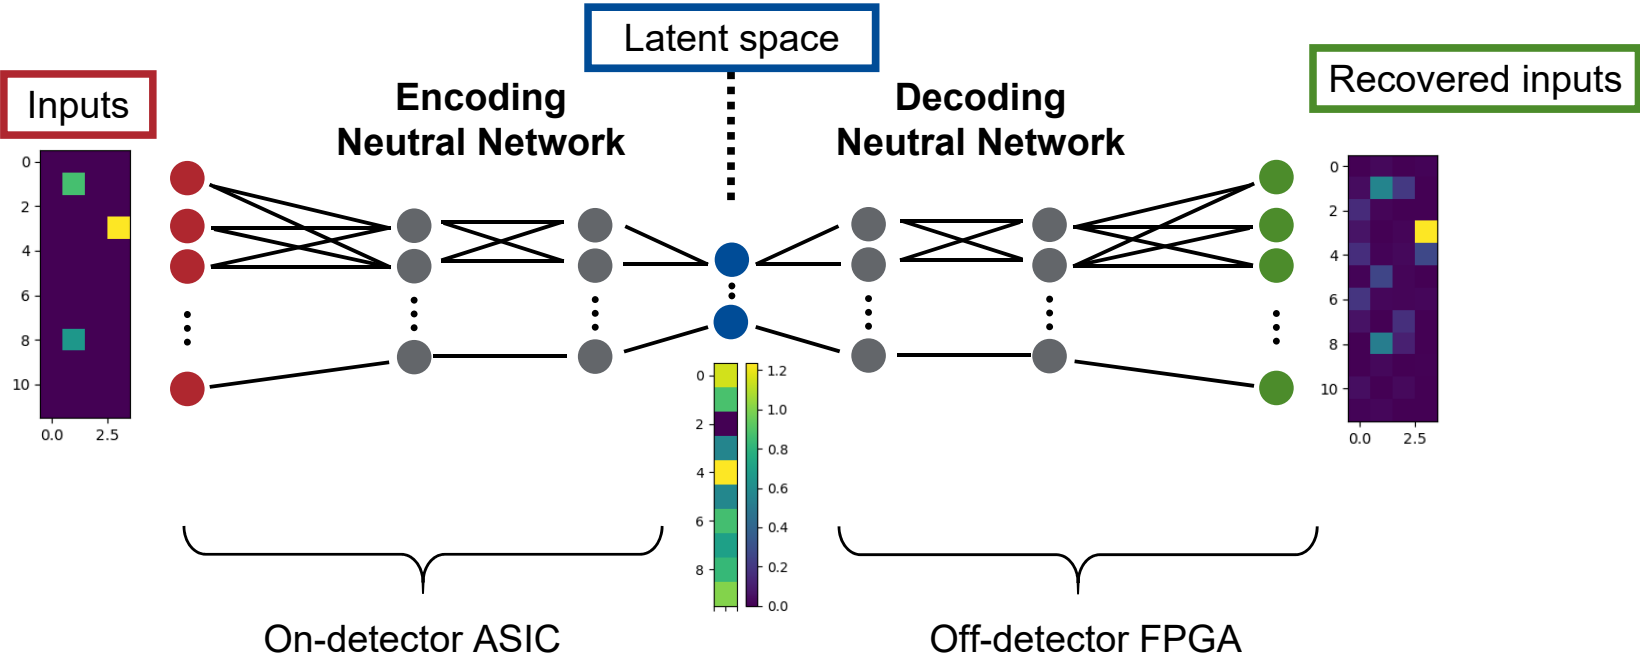 Latent space
Inputs
Recovered inputs
Encoding
Neutral Network
Decoding
Neutral Network
0
2
4
6
8
10
0.0 2.5
0
2
4
6
8
1.2
1.0
0.8
0.6
0.4
0.2
0.0
0
2
4
6
8
10
0.0 2.5
On-detector ASIC
Off-detector FPGA